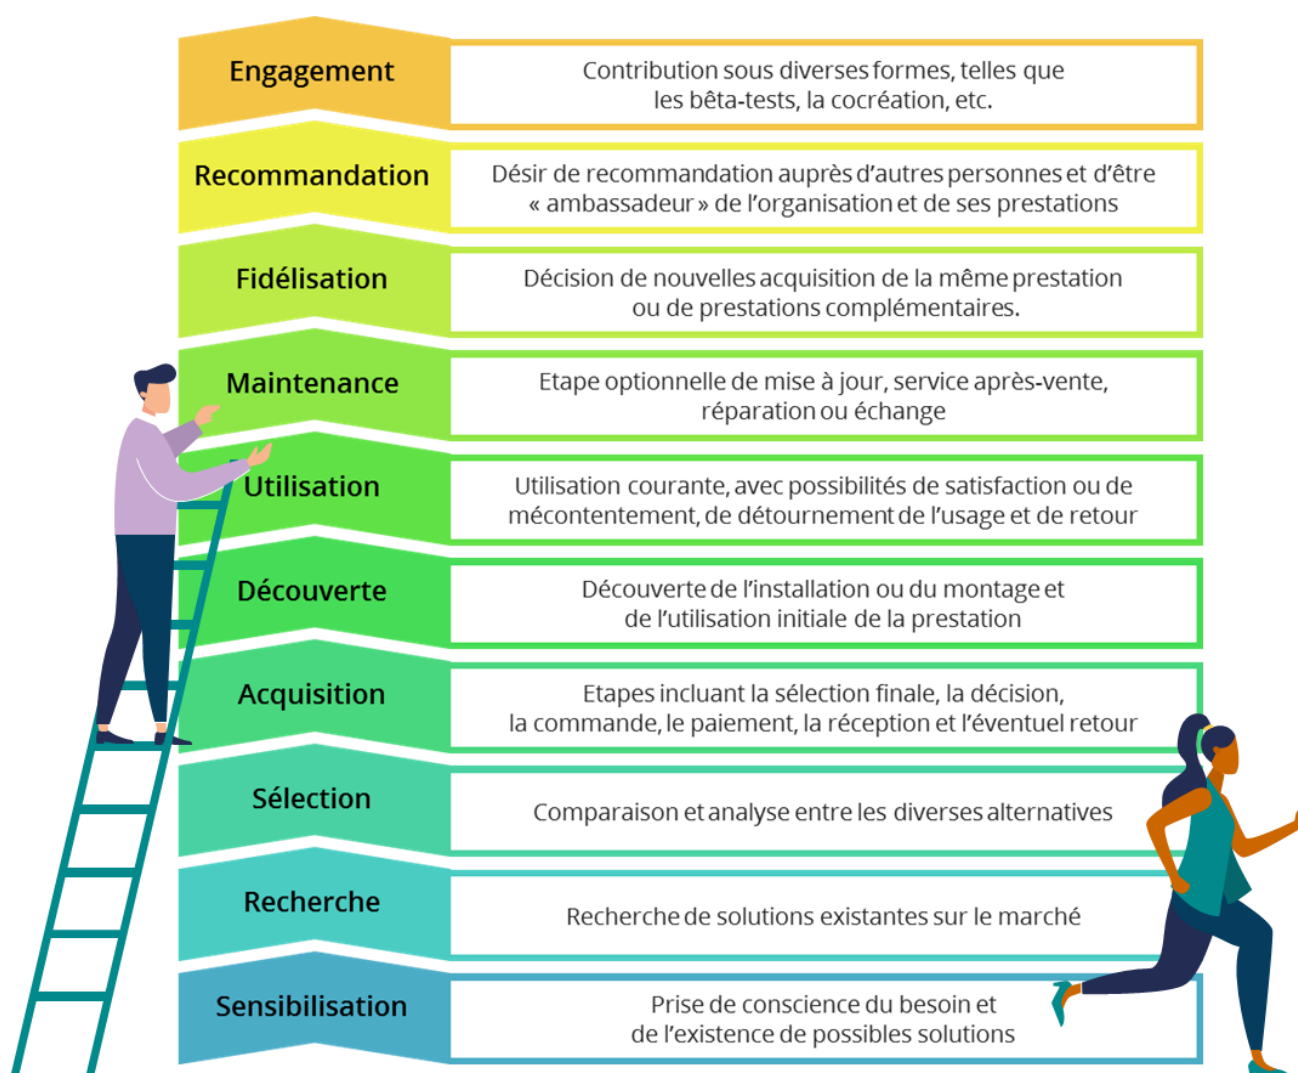 Engagement
Contribution sous diverses formes, telles que
les bêta-tests, la cocréation, etc.
Recommandation
Désir de recommandation auprès d'autres personnes et d'être
« ambassadeur » de l'organisation et de ses prestations
Fidélisation
Décision de nouvelles acquisition de la même prestation
ou de prestations complémentaires.
Maintenance
Etape optionnelle de mise à jour, service après-vente,
réparation ou échange
Utilisation
Utilisation courante, avec possibilités de satisfaction ou de
mécontentement, de détournement de l'usage et de retour
Découverte
Découverte de l'installation ou du montage et
de l'utilisation initiale de la prestation
Acquisition
Etapes incluant la sélection finale, la décision,
la commande, le paiement, la réception et l'éventuel retour
Sélection
Comparaison et analyse entre les diverses alternatives
Recherche
Recherche de solutions existantes sur le marché
Sensibilisation
Prise de conscience du besoin et
de l'existence de possibles solutions